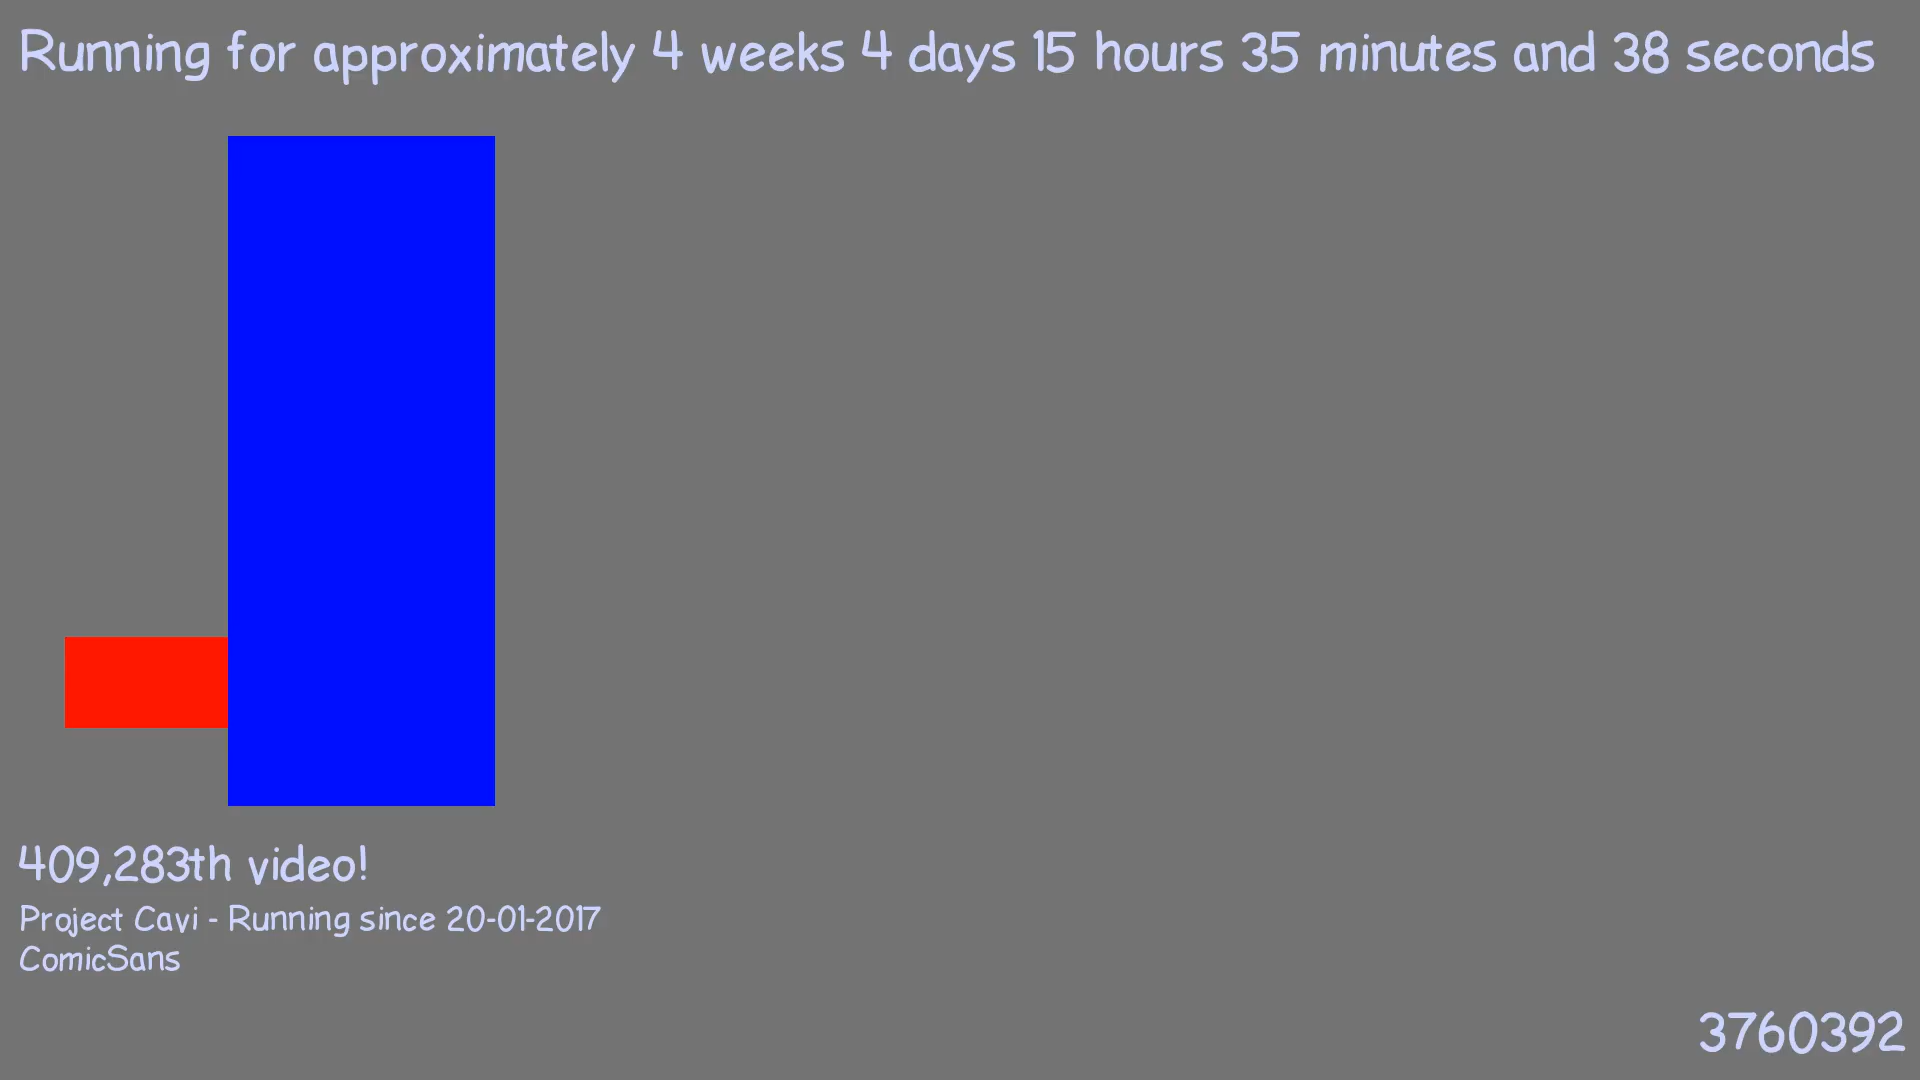 Running for approximately 4 weeks 4 days 15 hours 35 minutes and 38 seconds
409,283th video!
Project Cavi - Running since 20-01-2017
ComicSans
3760392